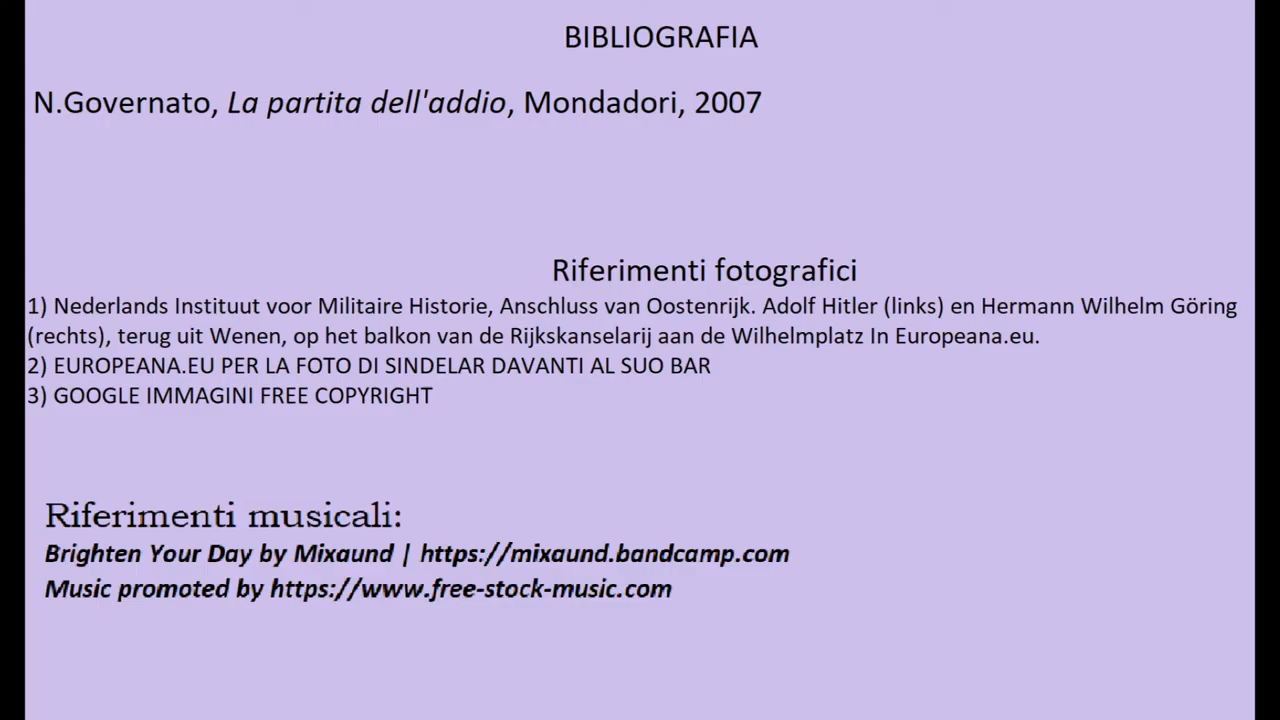 BIBLIOGRAFIA
N.Governato, La partita dell'addio, Mondadori, 2007
Riferimenti fotografici
1) Nederlands Instituut voor Militaire Historie, Anschluss van Oostenrijk. Adolf Hitler (links) en Hermann Wilhelm Göring
(rechts), terug uit Wenen, op het balkon van de Rijkskanselarij aan de Wilhelmplatz In Europeana.eu.
2) EUROPEANA.EU PER LA FOTO DI SINDELAR DAVANTI AL SUO BAR
3) GOOGLE IMMAGINI FREE COPYRIGHT
Riferimenti musicali:
Brighten Your Day by Mixaund | https://mixaund.bandcamp.com
Music promoted by https://www.free-stock-music.com